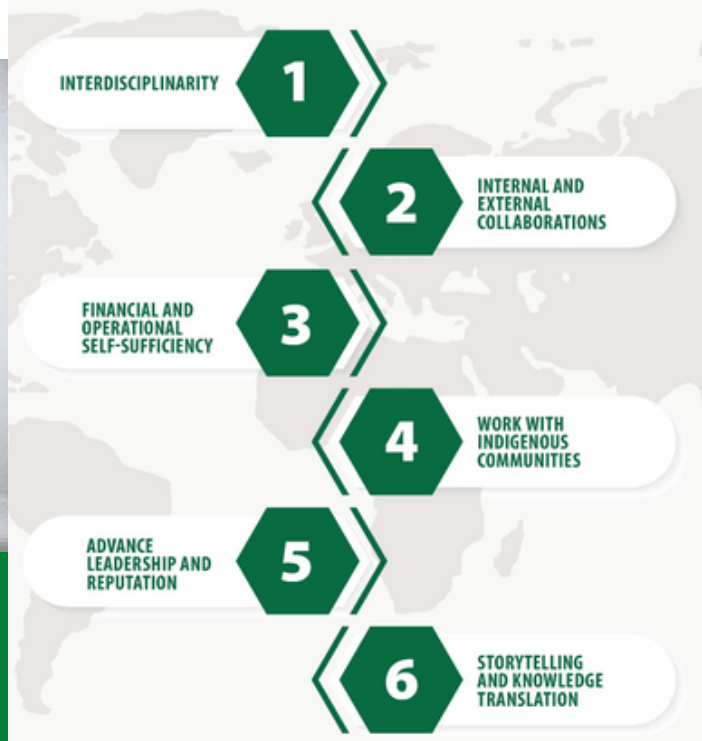 INTERDISCIPLINARITY
1
2
INTERNAL AND
EXTERNAL
COLLABORATIONS
FINANCIAL AND
OPERATIONAL
SELF-SUFFICIENCY
3
4
WORK WITH
INDIGENOUS
COMMUNITIES
ADVANCE
LEADERSHIP AND
REPUTATION
5
6
STORYTELLING
AND KNOWLEDGE
TRANSLATION